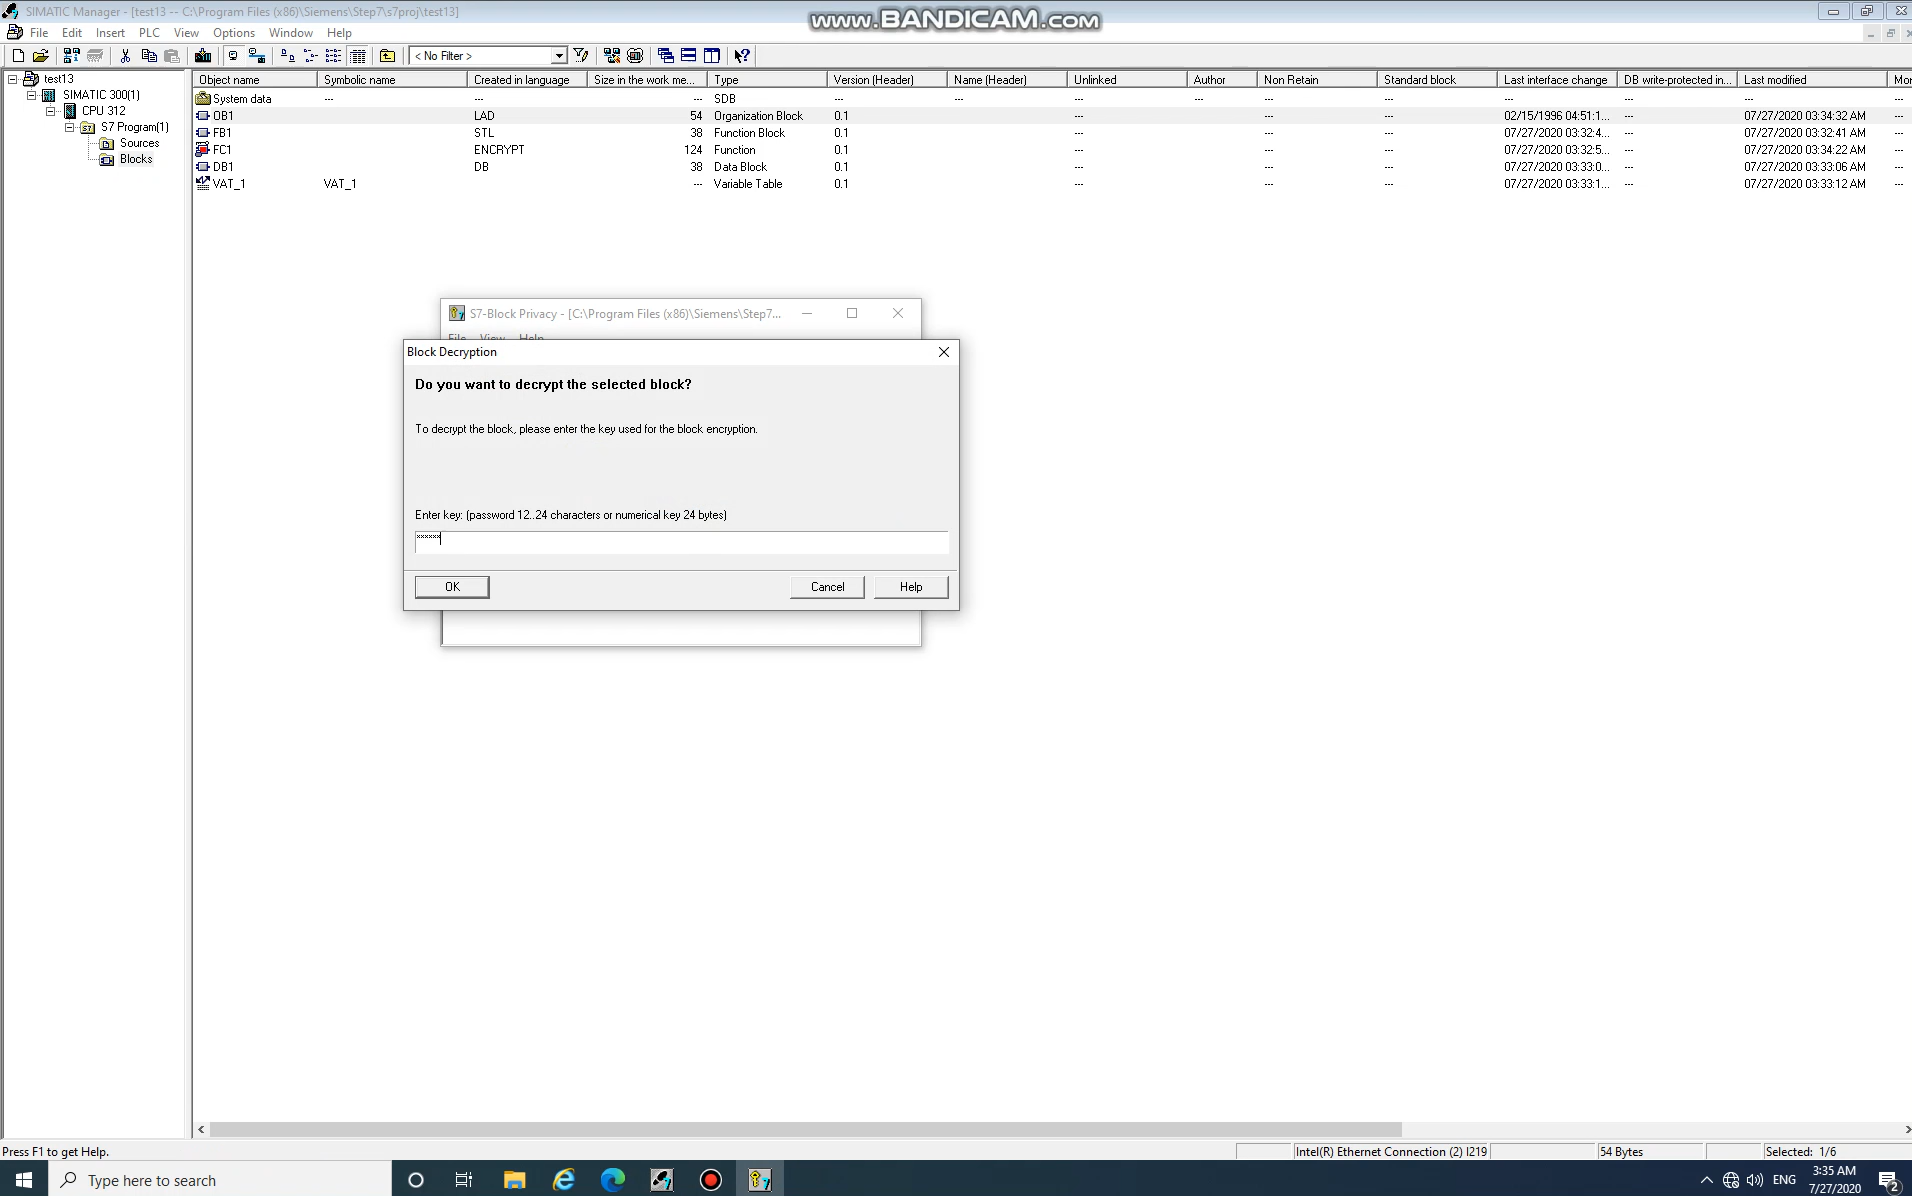 SIMATIC Manager - [test13 -- C:\Program Files (x86)\Siemens\Step7\s7proj\test13]
www.BANDICAM.com
File Edit Insert PLC View Options Window Help
< No Filter >
test13
SIMATIC 300(1)
CPU 312
S7 Program(1)
Sources
Blocks
Object name Symbolic name Created in language Size in the work me... Type Version (Header) Name (Header) Unlinked Author Non Retain Standard block Last interface change DB write-protected in... Last modified Mor
System data --- --- --- SDB --- --- --- --- --- --- --- --- --- ---
OB1 LAD 54 Organization Block 0.1 --- --- --- 02/15/1996 04:51:1... --- 07/27/2020 03:34:32 AM ---
FB1 STL 38 Function Block 0.1 --- --- --- 07/27/2020 03:32:4... --- 07/27/2020 03:32:41 AM ---
FC1 ENCRYPT 124 Function 0.1 --- --- --- 07/27/2020 03:32:5... --- 07/27/2020 03:34:22 AM ---
DB1 DB 38 Data Block 0.1 --- --- --- 07/27/2020 03:33:0... --- 07/27/2020 03:33:06 AM ---
VAT_1 VAT_1 --- Variable Table 0.1 --- --- --- 07/27/2020 03:33:1... --- 07/27/2020 03:33:12 AM ---
S7-Block Privacy - [C:\Program Files (x86)\Siemens\Step7...
File View Help
Block Decryption
Do you want to decrypt the selected block?
To decrypt the block, please enter the key used for the block encryption.
Enter key: (password 12..24 characters or numerical key 24 bytes)
******
OK Cancel Help
Press F1 to get Help.
Intel(R) Ethernet Connection (2) I219 54 Bytes Selected: 1/6
Type here to search
ENG
3:35 AM
7/27/2020
2